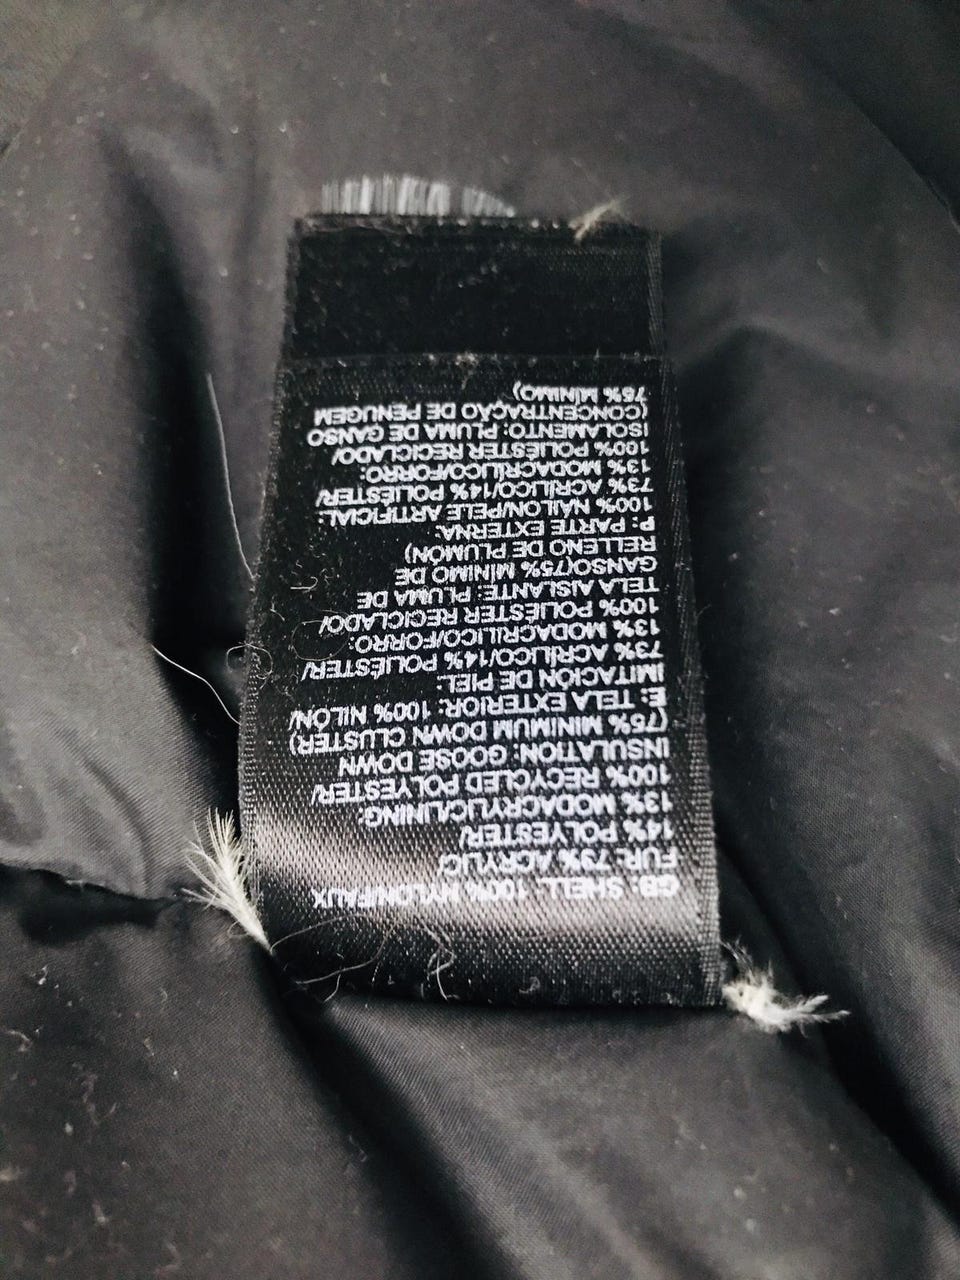 GB: SHELL: 100% NYLON/FAUX
FUR: 73% ACRYLIC/
14% POLYESTER/
13% MODACRYLIC/LINING:
100% RECYCLED POLYESTER/
INSULATION: GOOSE DOWN
(75% MINIMUM DOWN CLUSTER)
E: TELA EXTERIOR: 100% NILÓN/
IMITACIÓN DE PIEL:
73% ACRÍLICO/14% POLIÉSTER/
13% MODACRÍLICO/FORRO:
100% POLIÉSTER RECICLADO/
TELA AISLANTE: PLUMA DE
GANSO(75% MÍNIMO DE
RELLENO DE PLUMÓN)
P: PARTE EXTERNA:
100% NÁILON/PELE ARTIFICIAL:
73% ACRÍLICO/14% POLIÉSTER/
13% MODACRÍLICO/FORRO:
100% POLIÉSTER RECICLADO/
ISOLAMENTO: PLUMA DE GANSO
(CONCENTRAÇÃO DE PENUGEM
75% MÍNIMO)